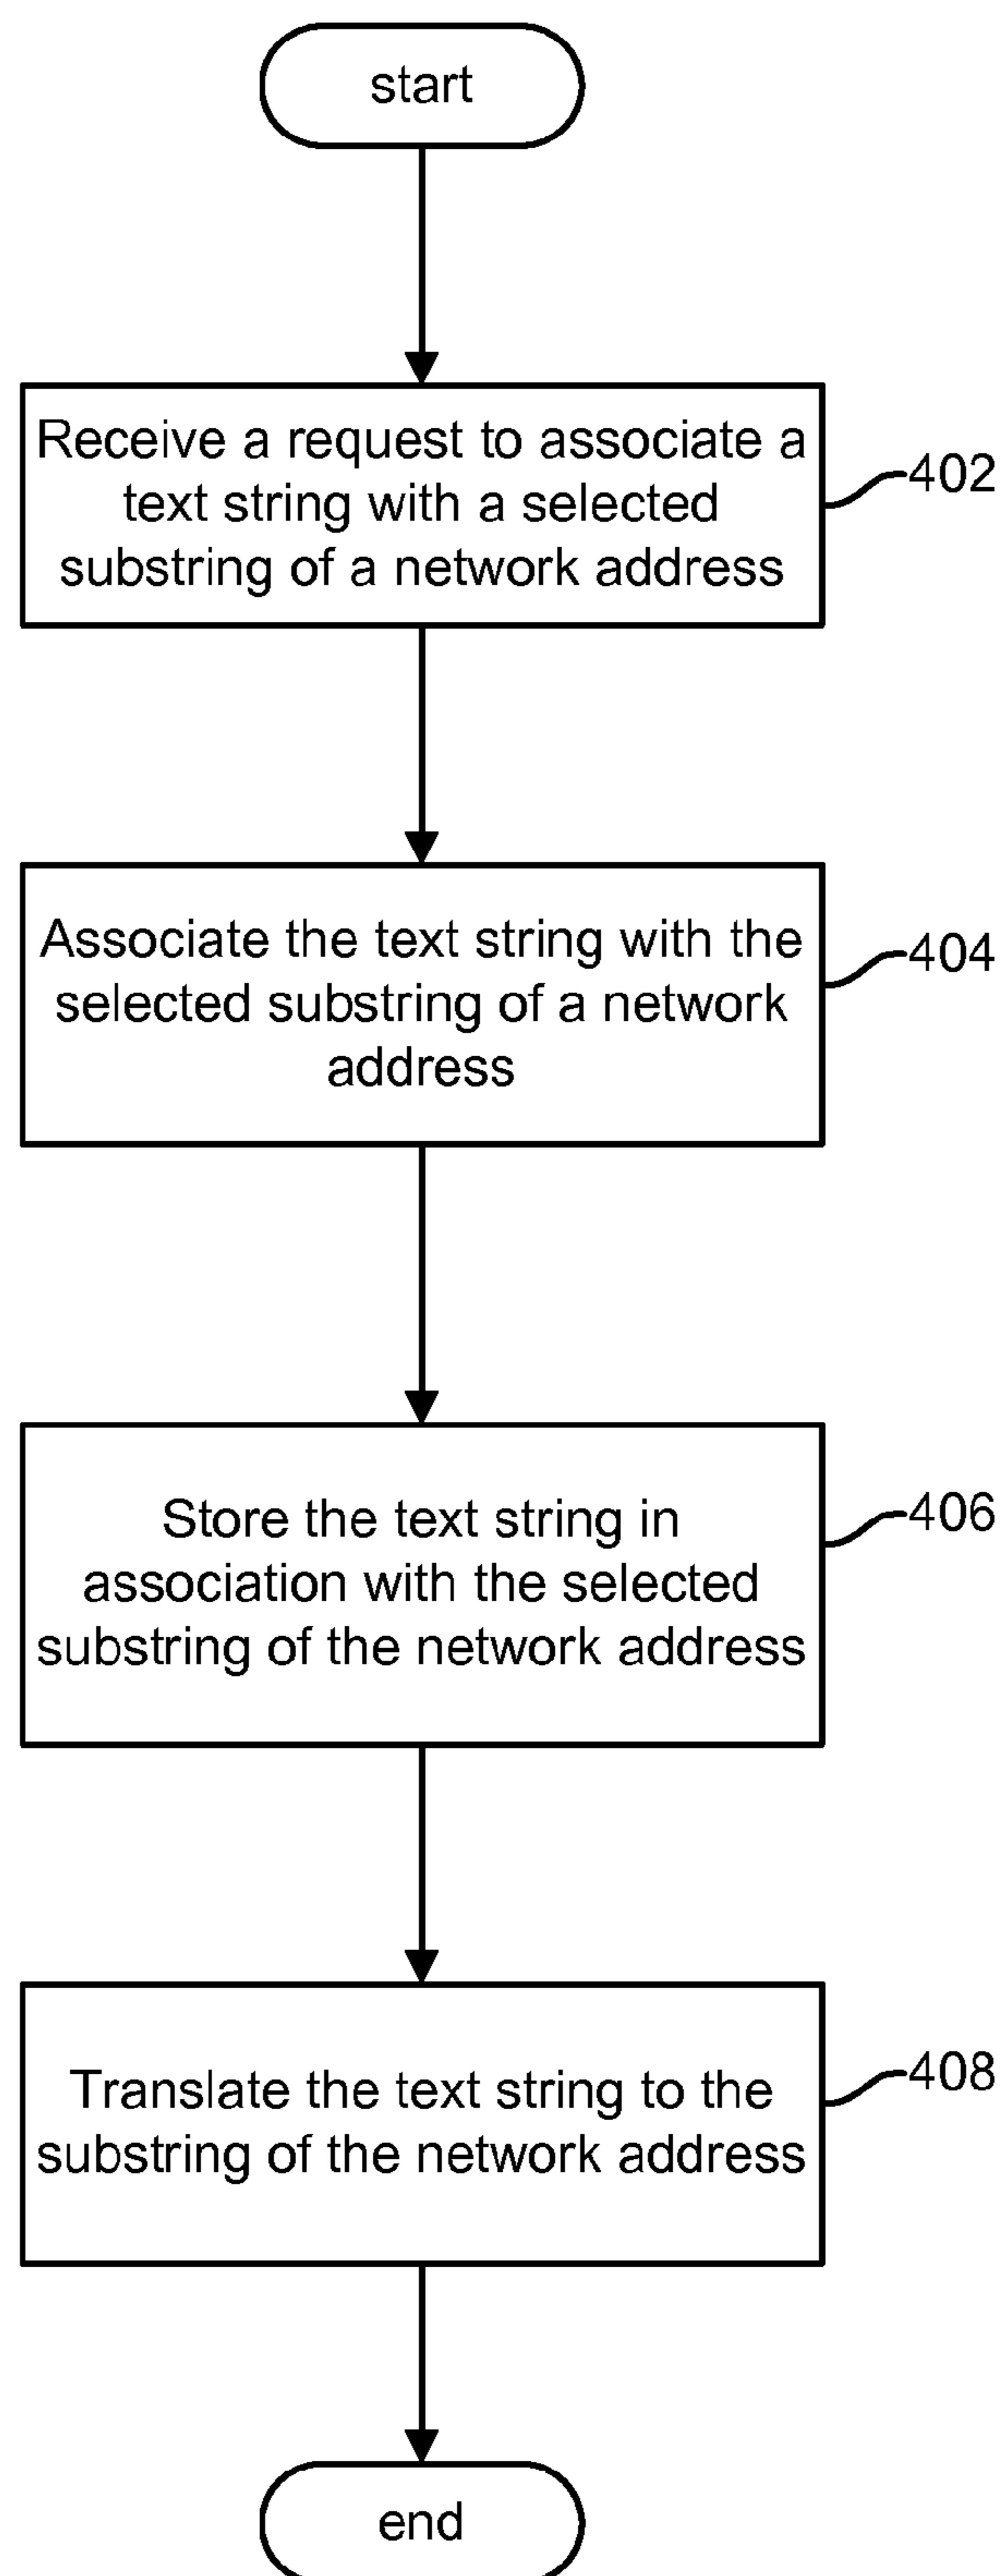 start
Receive a request to associate a
text string with a selected
substring of a network address
402
Associate the text string with the
selected substring of a network
address
404
Store the text string in
association with the selected
substring of the network address
406
Translate the text string to the
substring of the network address
408
end